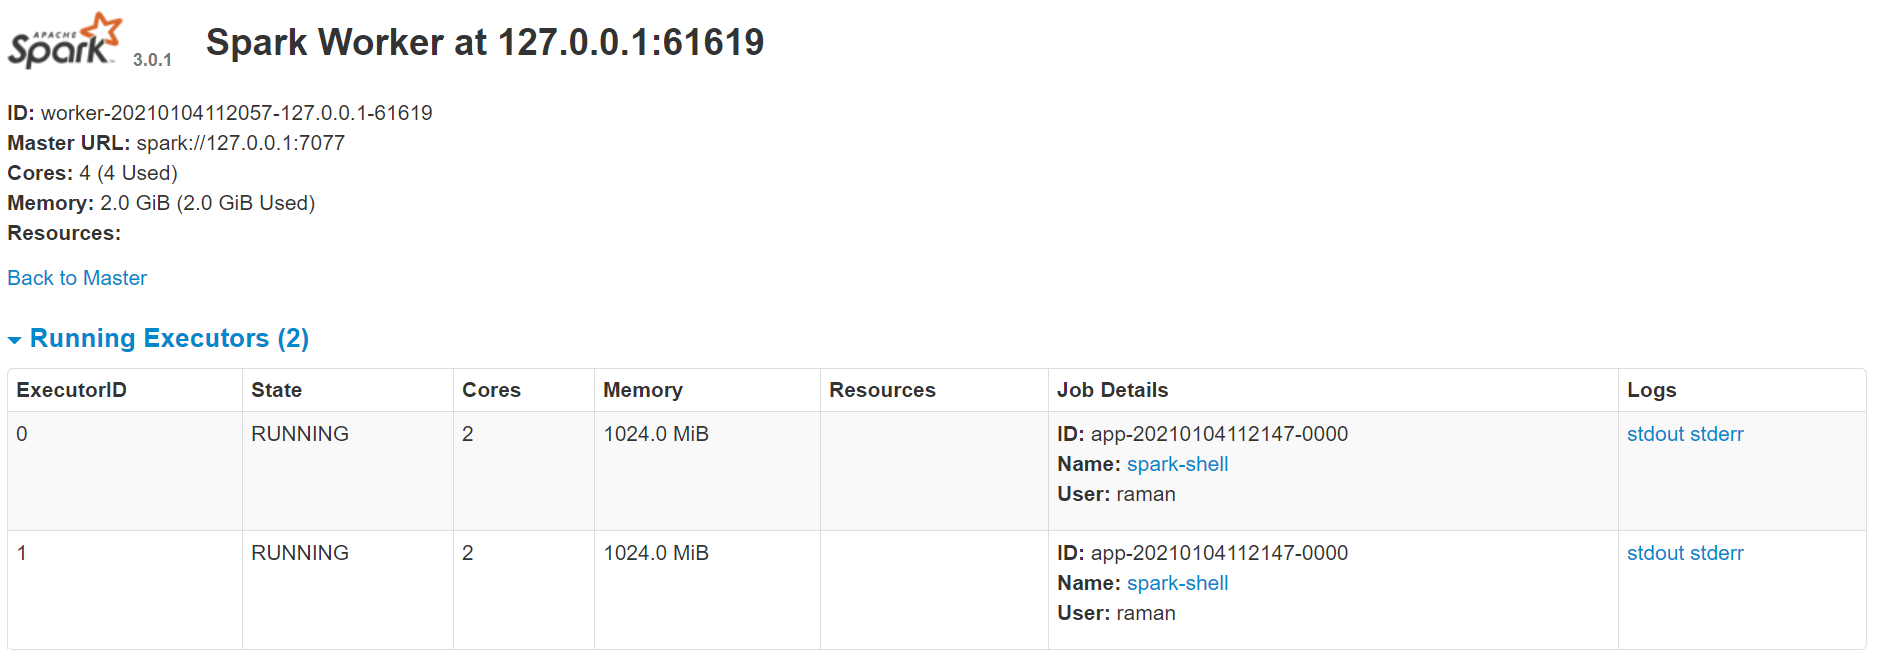 APACHE
Spark™ 3.0.1 Spark Worker at 127.0.0.1:61619
ID: worker-20210104112057-127.0.0.1-61619
Master URL: spark://127.0.0.1:7077
Cores: 4 (4 Used)
Memory: 2.0 GiB (2.0 GiB Used)
Resources:
Back to Master
Running Executors (2)
ExecutorID State Cores Memory Resources Job Details Logs
0 RUNNING 2 1024.0 MiB ID: app-20210104112147-0000 stdout stderr
Name: spark-shell
User: raman
1 RUNNING 2 1024.0 MiB ID: app-20210104112147-0000 stdout stderr
Name: spark-shell
User: raman